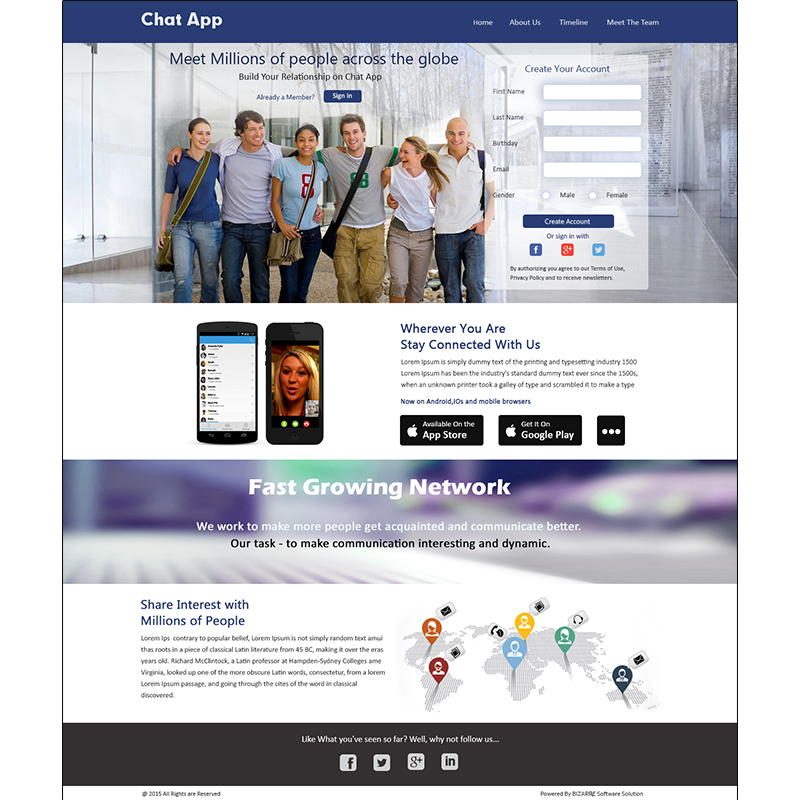 Chat App
Home About Us Timeline Meet The Team
Meet Millions of people across the globe
Build Your Relationship on Chat App
Already a Member? Sign In
Create Your Account
First Name
Last Name
Birthday
Email
Gender Male Female
Create Account
Or sign in with
f g+
By authorizing you agree to our Terms of Use,
Privacy Policy and to receive newsletters.
8 8
Wherever You Are
Stay Connected With Us
Lorem Ipsum is simply dummy text of the printing and typesetting industry 1500
Lorem Ipsum has been the industry's standard dummy text ever since the 1500s,
when an unknown printer took a galley of type and scrambled it to make a type
Now on Android,IOs and mobile browsers
Available On the
App Store
Get It On
Google Play
Fast Growing Network
We work to make more people get acquainted and communicate better.
Our task - to make communication interesting and dynamic.
Share Interest with
Millions of People
Lorem Ips contrary to popular belief, Lorem Ipsum is not simply random text amui
thas roots in a piece of classical Latin literature from 45 BC, making it over the eras
years old. Richard McClintock, a Latin professor at Hampden-Sydney Colleges ame
Virginia, looked up one of the more obscure Latin words, consectetur, from a lorem
Lorem Ipsum passage, and going through the cites of the word in classical
discovered.
Like What you've seen so far? Well, why not follow us...
f g+ in
@ 2015 All Rights are Reserved
Powered By BIZARRE Software Solution